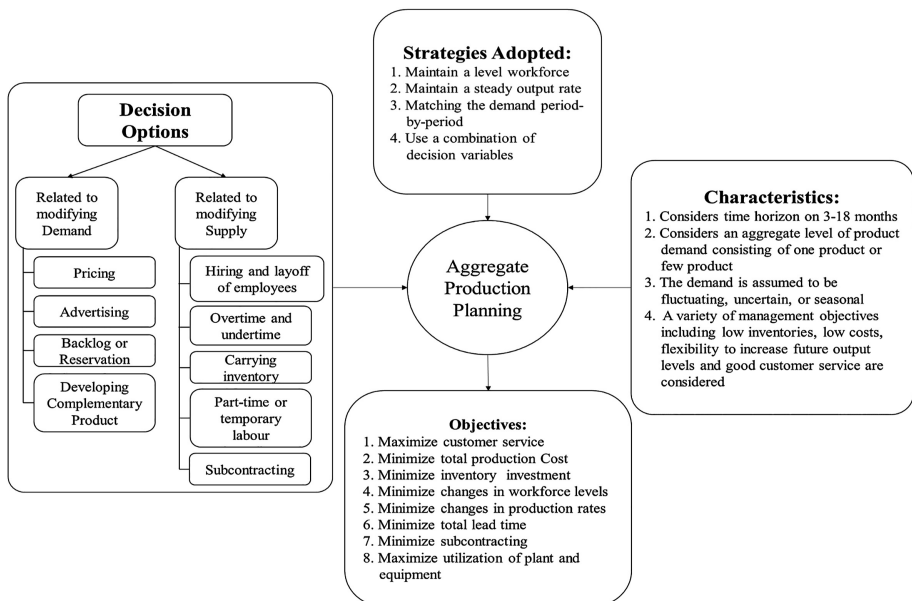 Strategies Adopted:
1. Maintain a level workforce
2. Maintain a steady output rate
3. Matching the demand period-
by-period
4. Use a combination of
decision variables
Decision
Options
Related to
modifying
Demand
Pricing
Advertising
Backlog or
Reservation
Developing
Complementary
Product
Related to
modifying
Supply
Hiring and layoff
of employees
Overtime and
undertime
Carrying
inventory
Part-time or
temporary
labour
Subcontracting
Aggregate
Production
Planning
Characteristics:
1. Considers time horizon on 3-18 months
2. Considers an aggregate level of product
demand consisting of one product or
few product
3. The demand is assumed to be
fluctuating, uncertain, or seasonal
4. A variety of management objectives
including low inventories, low costs,
flexibility to increase future output
levels and good customer service are
considered
Objectives:
1. Maximize customer service
2. Minimize total production Cost
3. Minimize inventory investment
4. Minimize changes in workforce levels
5. Minimize changes in production rates
6. Minimize total lead time
7. Minimize subcontracting
8. Maximize utilization of plant and
equipment